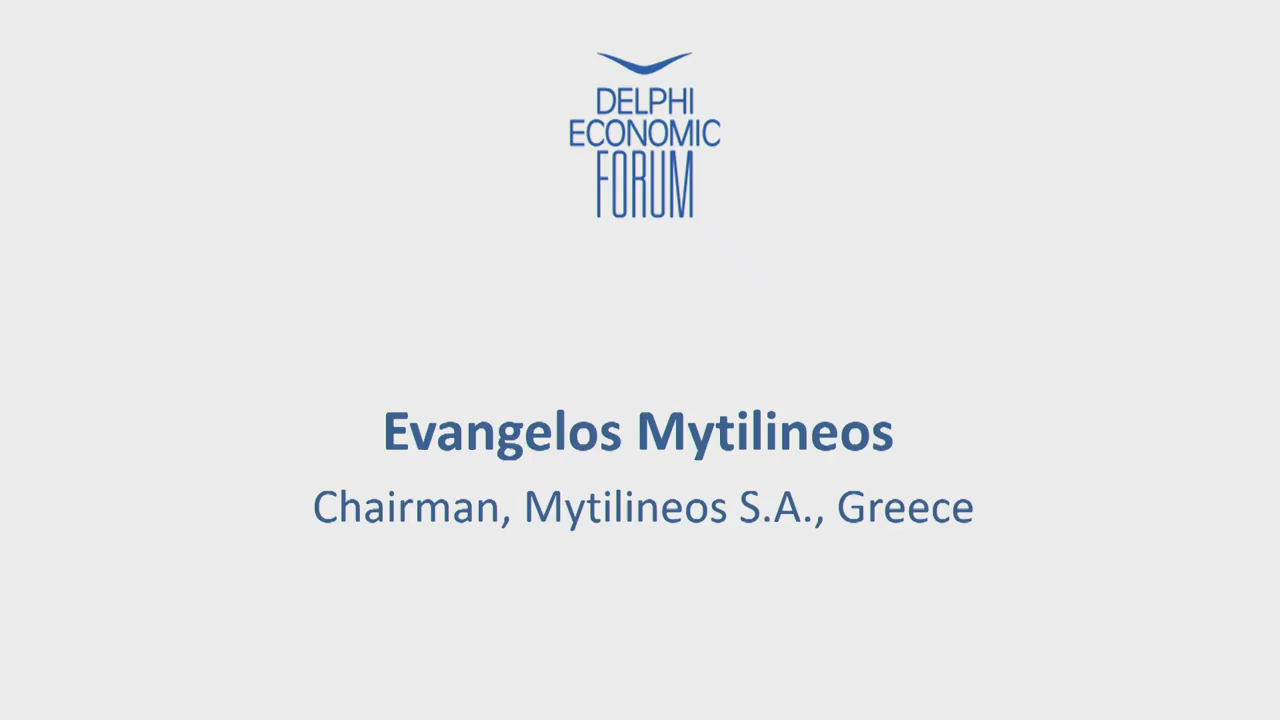 DELPHI
ECONOMIC
FORUM
Evangelos Mytilineos
Chairman, Mytilineos S.A., Greece